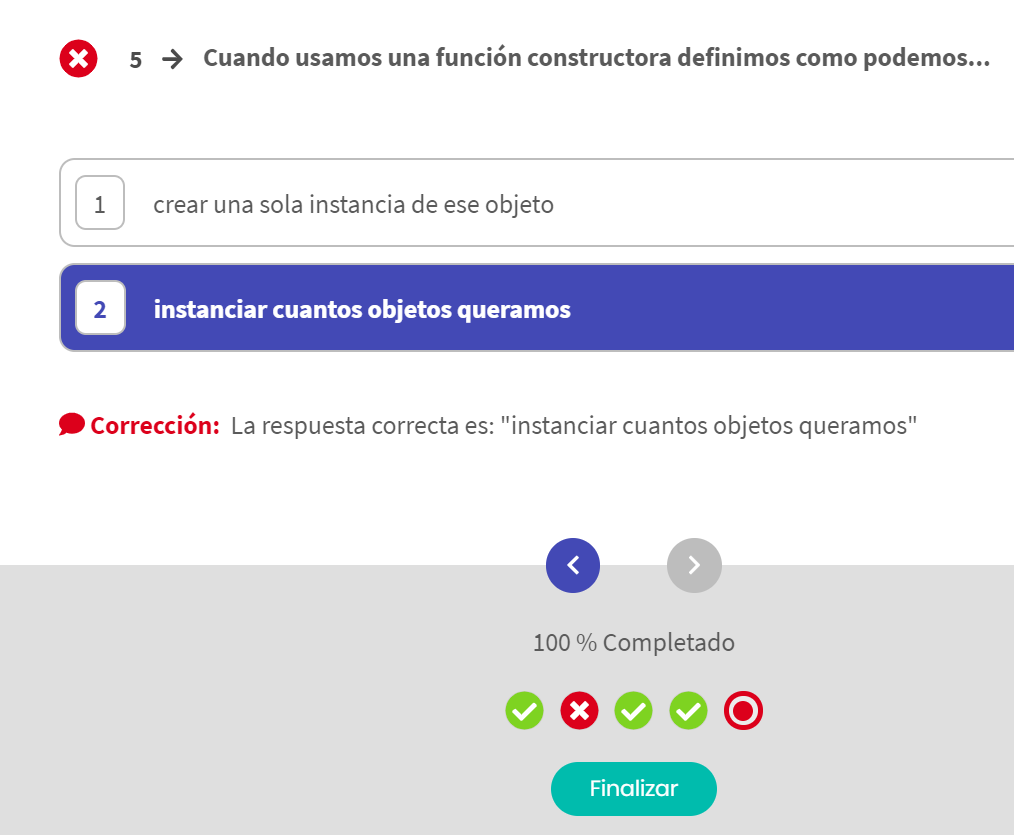 5 → Cuando usamos una función constructora definimos como podemos...
1 crear una sola instancia de ese objeto
2 instanciar cuantos objetos queramos
Corrección: La respuesta correcta es: "instanciar cuantos objetos queramos"
100 % Completado
Finalizar